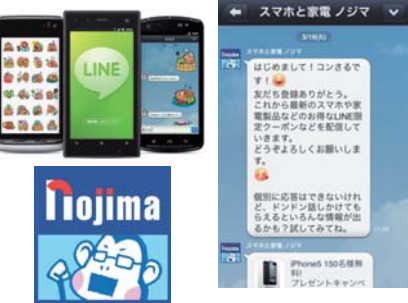 LINE
nojima
スマホと家電 ノジマ
3/19(火)
スマホと家電 ノジマ
はじめまして！コンさるで
す！
友だち登録ありがとう。
これから最新のスマホや家
電製品などのお得なLINE限
定クーポンなどを配信して
いきます。
どうぞよろしくお願いしま
す。
個別に応答はできないけれ
ど、ドンドン話しかけても
らえるといろんな情報が出
るかも？試してみてね。
スマホと家電 ノジマ
iPhone5 150名様無
料!
プレゼントキャンペ